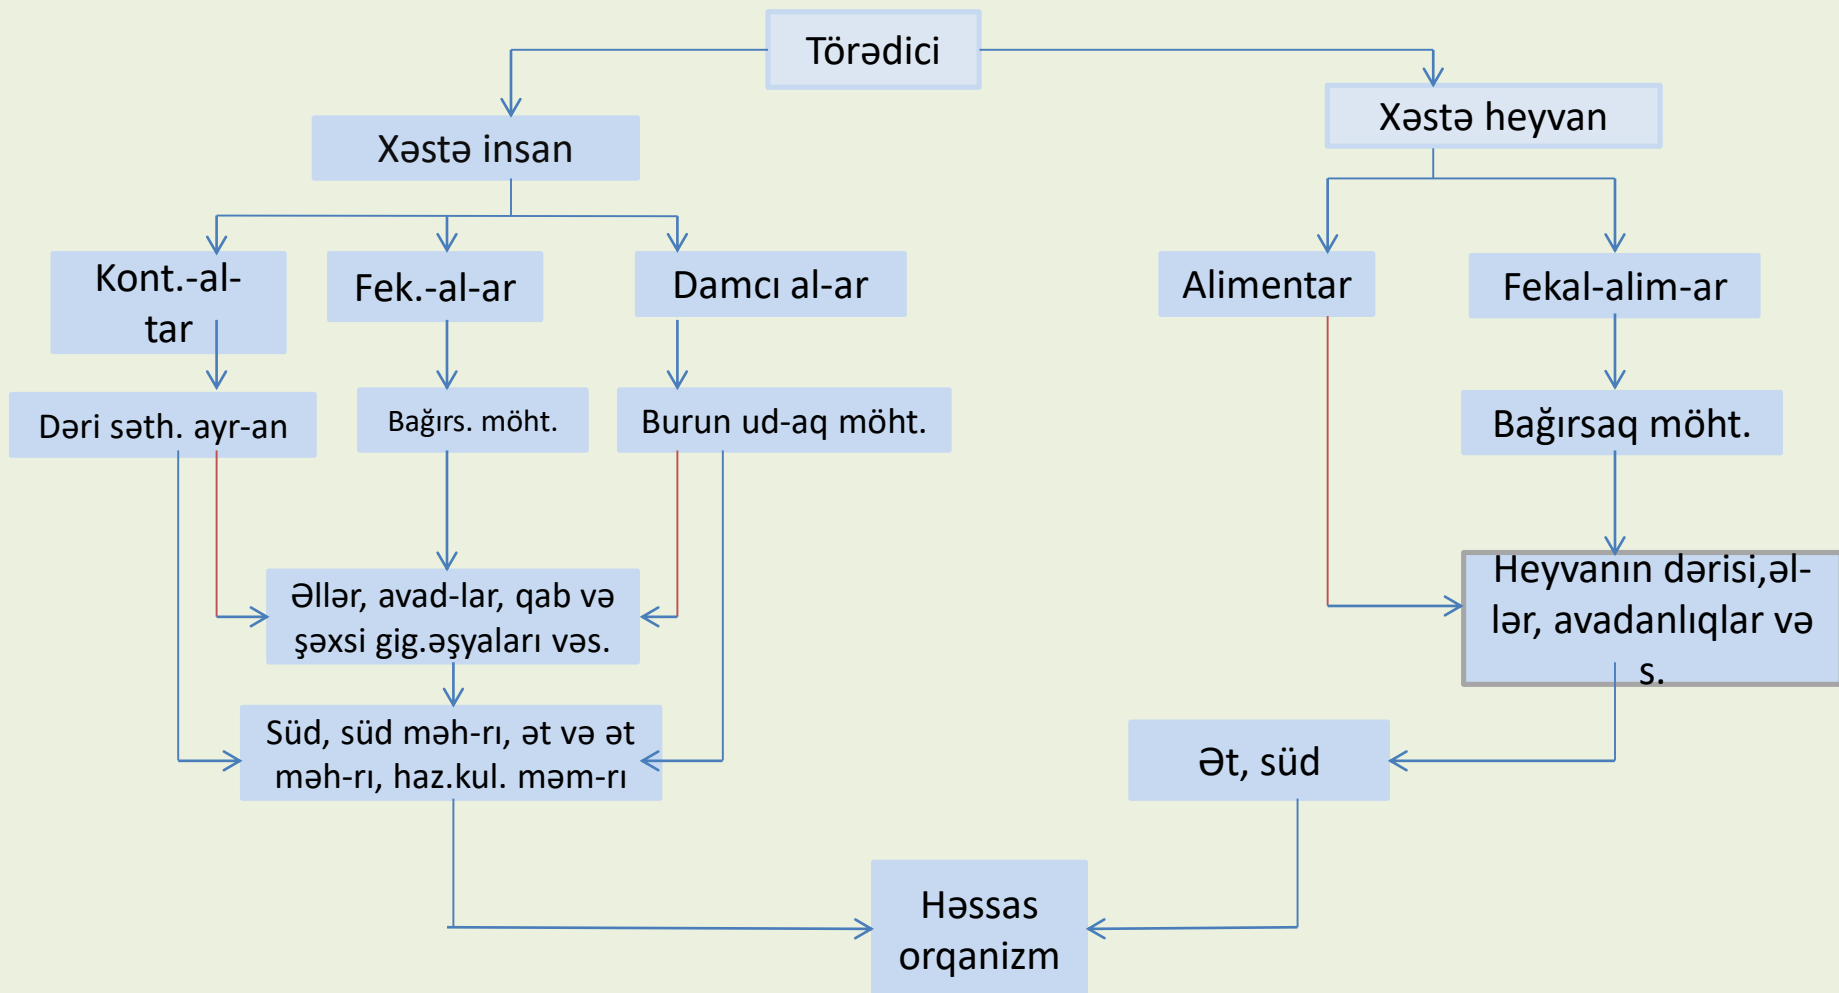 Törədici
Xəstə insan
Xəstə heyvan
Kont.-al-
tar
Fek.-al-ar
Damcı al-ar
Alimentar
Fekal-alim-ar
Dəri səth. ayr-an
Bağırs. möht.
Burun ud-aq möht.
Bağırsaq möht.
Əllər, avad-lar, qab və
şəxsi gig.əşyaları vəs.
Heyvanın dərisi,əl-
lər, avadanlıqlar və
s.
Süd, süd məh-rı, ət və ət
məh-rı, haz.kul. məm-rı
Ət, süd
Həssas
orqanizm